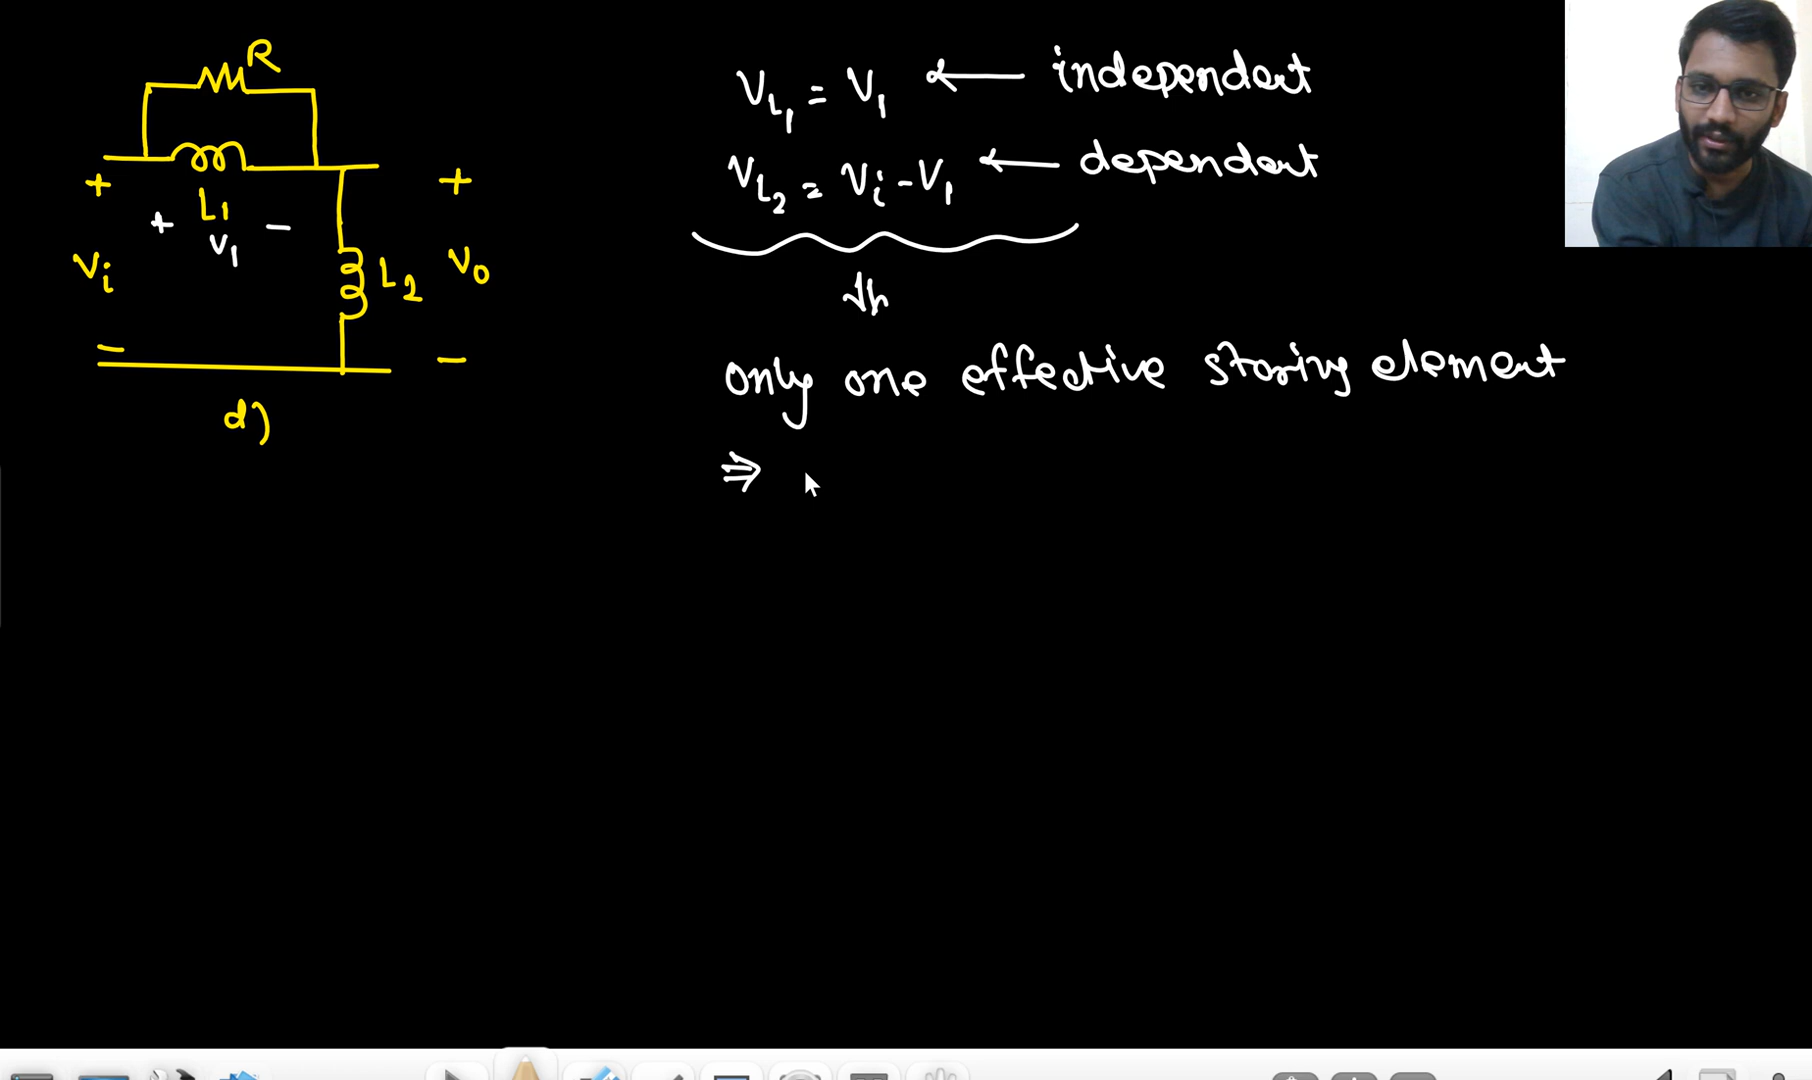 R
L1
+ V1 -
+
Vi
-
L2
+
V0
-
d)
VL1 = V1 ← independent
VL2 = Vi - V1 ← dependent
only one effective storing element
⇒